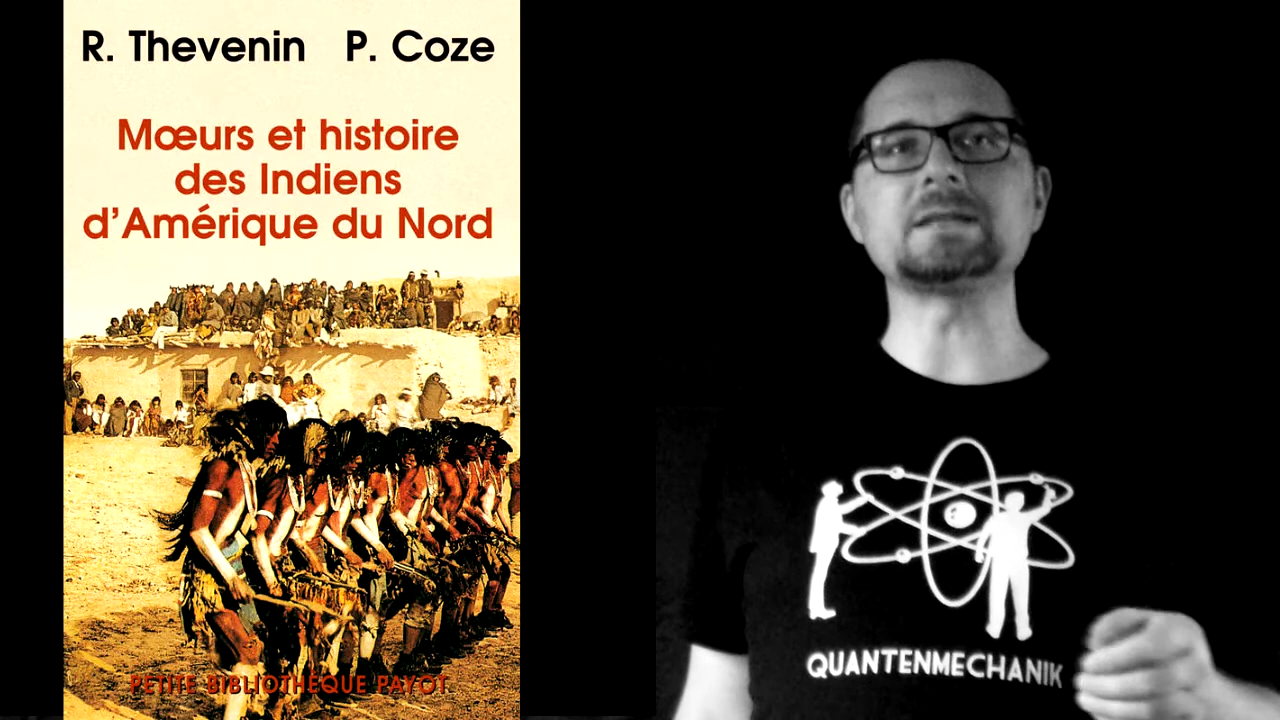 R. Thevenin P. Coze
Mœurs et histoire
des Indiens
d'Amérique du Nord
PETITE BIBLIOTHÈQUE PAYOT
QUANTENMECHANIK